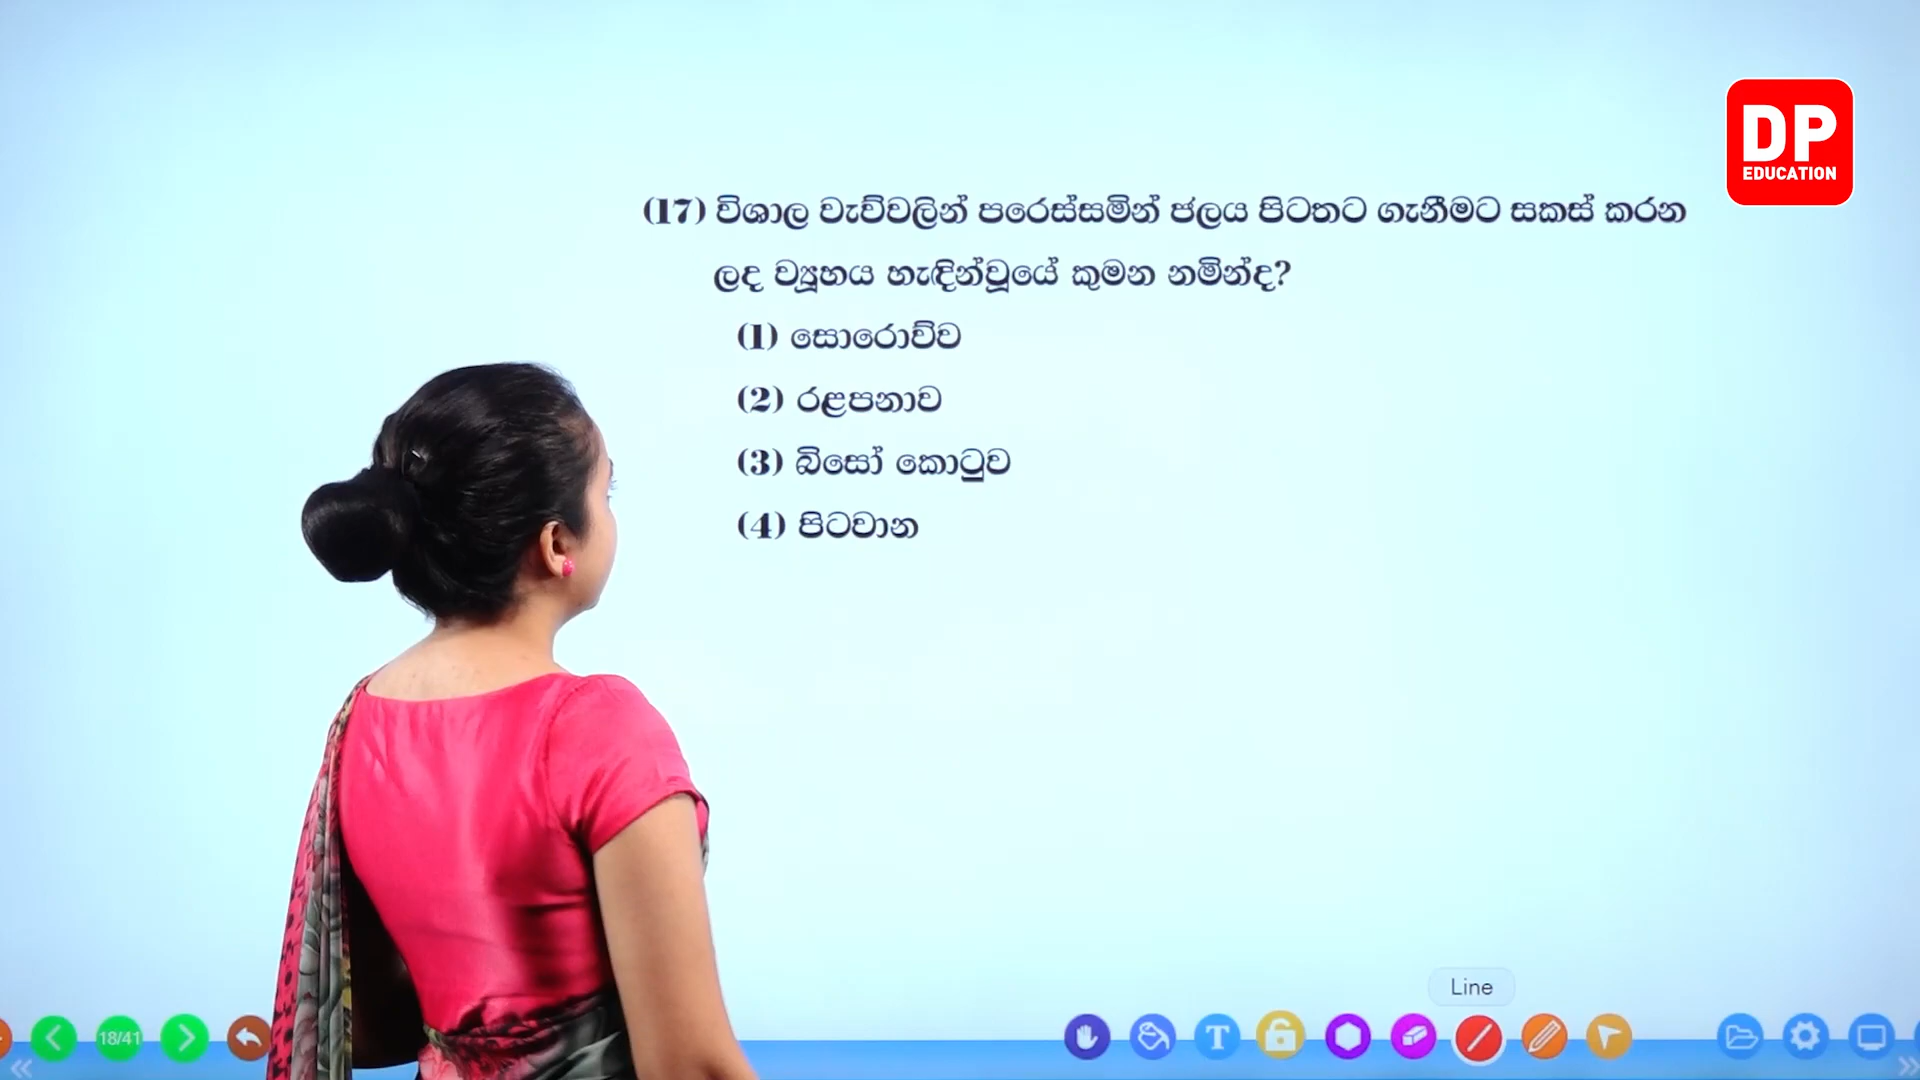 DP
EDUCATION
(17) විශාල වැව්වලින් පරෙස්සමින් ජලය පිටතට ගැනීමට සකස් කරන
ලද ව්‍යූහය හැඳින්වූයේ කුමන නමින්ද?
(1) සොරොව්ව
(2) රළපනාව
(3) බිසෝ කොටුව
(4) පිටවාන
Line
18/41
T